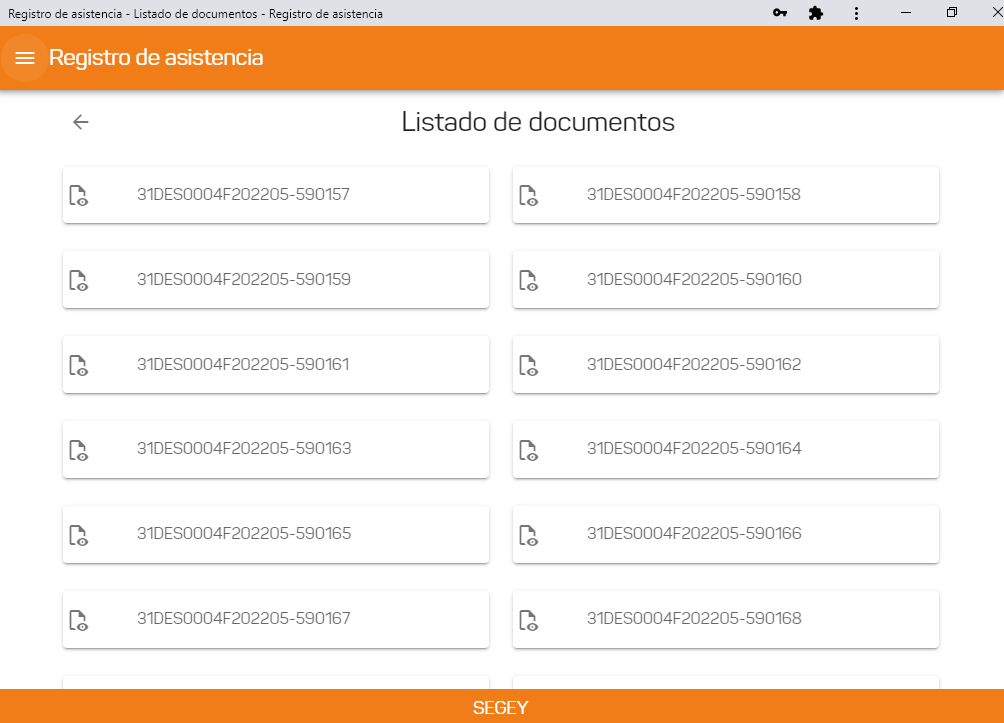 Registro de asistencia - Listado de documentos - Registro de asistencia
Registro de asistencia
Listado de documentos
31DES0004F202205-590157
31DES0004F202205-590158
31DES0004F202205-590159
31DES0004F202205-590160
31DES0004F202205-590161
31DES0004F202205-590162
31DES0004F202205-590163
31DES0004F202205-590164
31DES0004F202205-590165
31DES0004F202205-590166
31DES0004F202205-590167
31DES0004F202205-590168
SEGEY